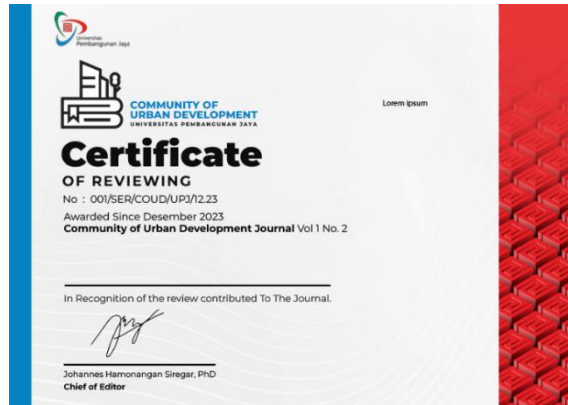 Universitas
Pembangunan Jaya
COMMUNITY OF
URBAN DEVELOPMENT
UNIVERSITAS PEMBANGUNAN JAYA
Lorem ipsum
Certificate
OF REVIEWING
No : 001/SER/COUD/UPJ/12.23
Awarded Since Desember 2023
Community of Urban Development Journal Vol 1 No. 2
In Recognition of the review contributed To The Journal.
Johannes Hamonangan Siregar, PhD
Chief of Editor